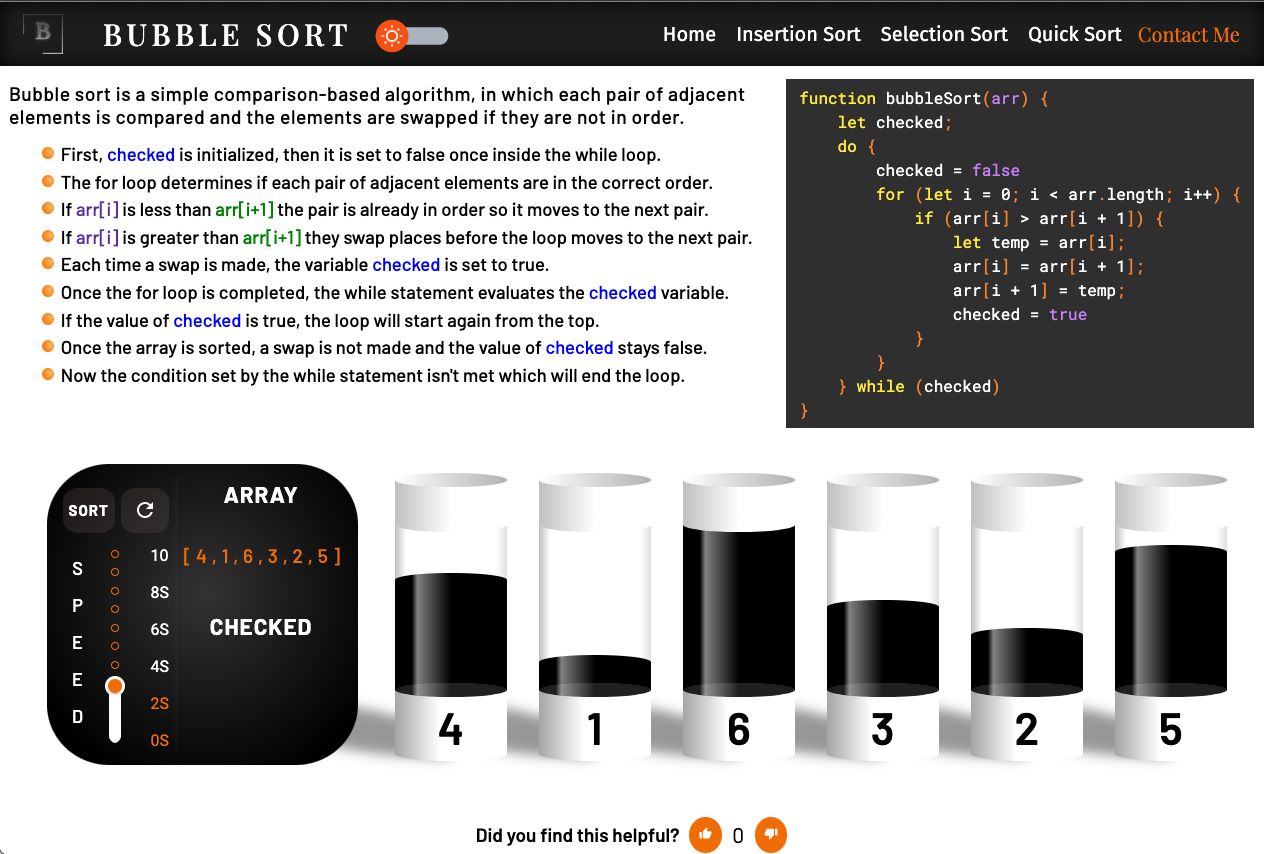 B
BUBBLE SORT
Home Insertion Sort Selection Sort Quick Sort Contact Me
Bubble sort is a simple comparison-based algorithm, in which each pair of adjacent
elements is compared and the elements are swapped if they are not in order.
First, checked is initialized, then it is set to false once inside the while loop.
The for loop determines if each pair of adjacent elements are in the correct order.
If arr[i] is less than arr[i+1] the pair is already in order so it moves to the next pair.
If arr[i] is greater than arr[i+1] they swap places before the loop moves to the next pair.
Each time a swap is made, the variable checked is set to true.
Once the for loop is completed, the while statement evaluates the checked variable.
If the value of checked is true, the loop will start again from the top.
Once the array is sorted, a swap is not made and the value of checked stays false.
Now the condition set by the while statement isn't met which will end the loop.
function bubbleSort(arr) {
    let checked;
    do {
        checked = false
        for (let i = 0; i < arr.length; i++) {
            if (arr[i] > arr[i + 1]) {
                let temp = arr[i];
                arr[i] = arr[i + 1];
                arr[i + 1] = temp;
                checked = true
            }
        }
    } while (checked)
}
SORT
SPEED
10
8S
6S
4S
2S
0S
ARRAY
[ 4 , 1 , 6 , 3 , 2 , 5 ]
CHECKED
4 1 6 3 2 5
Did you find this helpful? 0